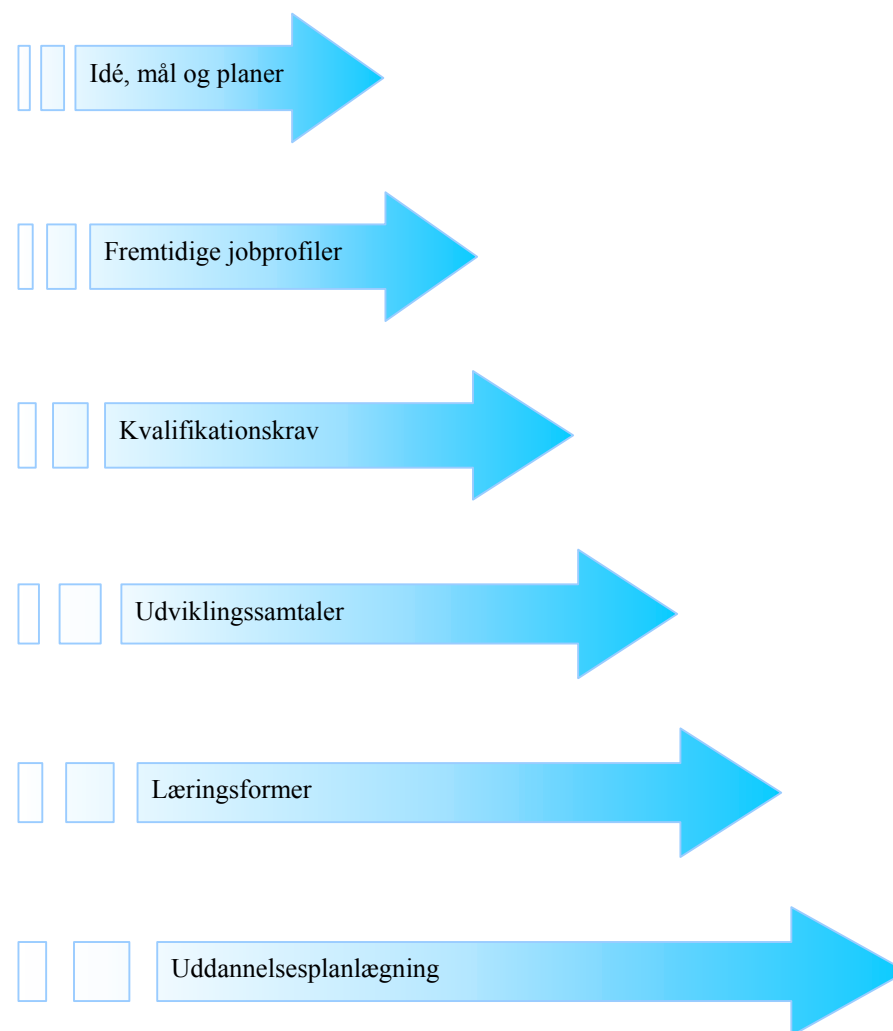 Idé, mål og planer
Fremtidige jobprofiler
Kvalifikationskrav
Udviklingssamtaler
Læringsformer
Uddannelsesplanlægning